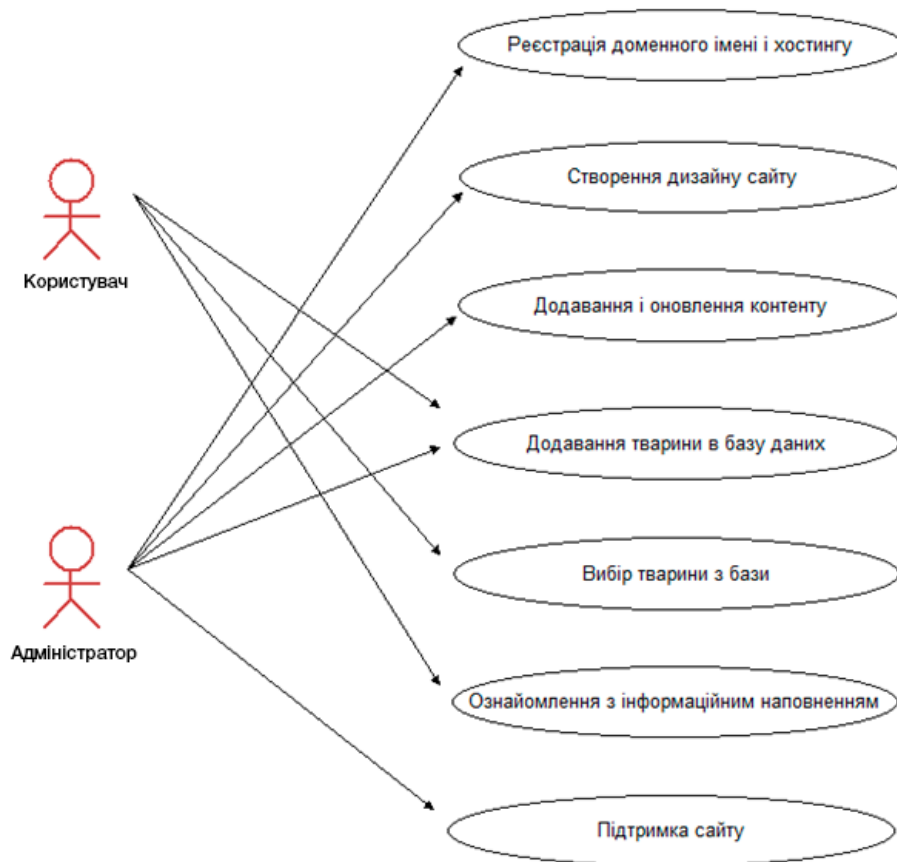 Реєстрація доменного імені і хостингу
Створення дизайну сайту
Користувач
Додавання і оновлення контенту
Додавання тварини в базу даних
Вибір тварини з бази
Адміністратор
Ознайомлення з інформаційним наповненням
Підтримка сайту